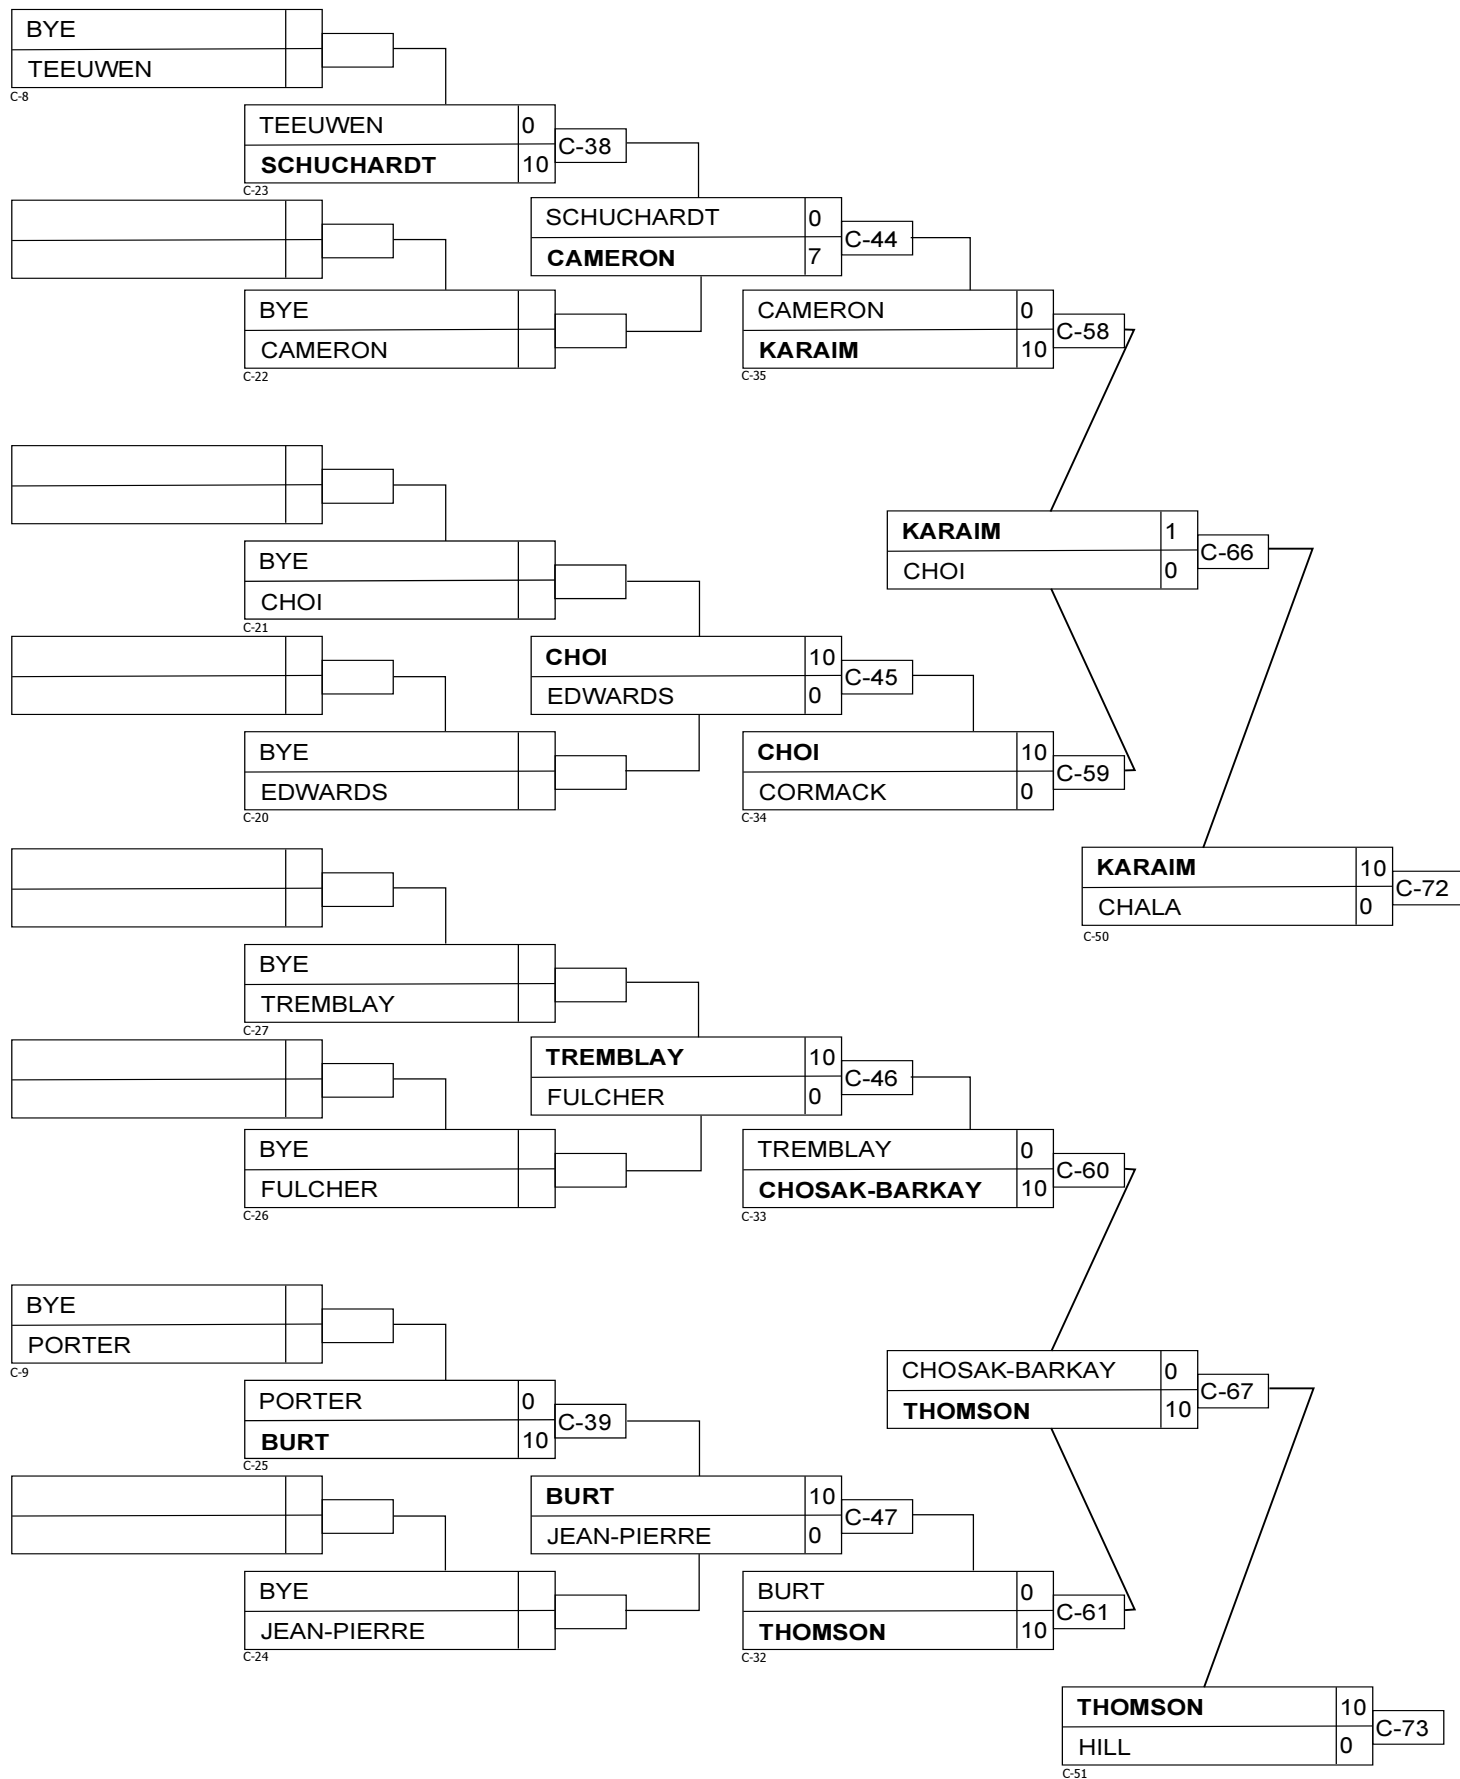 BYE
TEEUWEN
C-8
TEEUWEN 0
SCHUCHARDT 10
C-38
C-23
SCHUCHARDT 0
CAMERON 7
C-44
BYE
CAMERON
C-22
CAMERON 0
KARAIM 10
C-58
C-35
KARAIM 1
CHOI 0
C-66
BYE
CHOI
C-21
CHOI 10
EDWARDS 0
C-45
BYE
EDWARDS
C-20
CHOI 10
CORMACK 0
C-59
C-34
KARAIM 10
CHALA 0
C-72
C-50
BYE
TREMBLAY
C-27
TREMBLAY 10
FULCHER 0
C-46
BYE
FULCHER
C-26
TREMBLAY 0
CHOSAK-BARKAY 10
C-60
C-33
BYE
PORTER
C-9
CHOSAK-BARKAY 0
THOMSON 10
C-67
PORTER 0
BURT 10
C-39
C-25
BURT 10
JEAN-PIERRE 0
C-47
BYE
JEAN-PIERRE
C-24
BURT 0
THOMSON 10
C-61
C-32
THOMSON 10
HILL 0
C-73
C-51